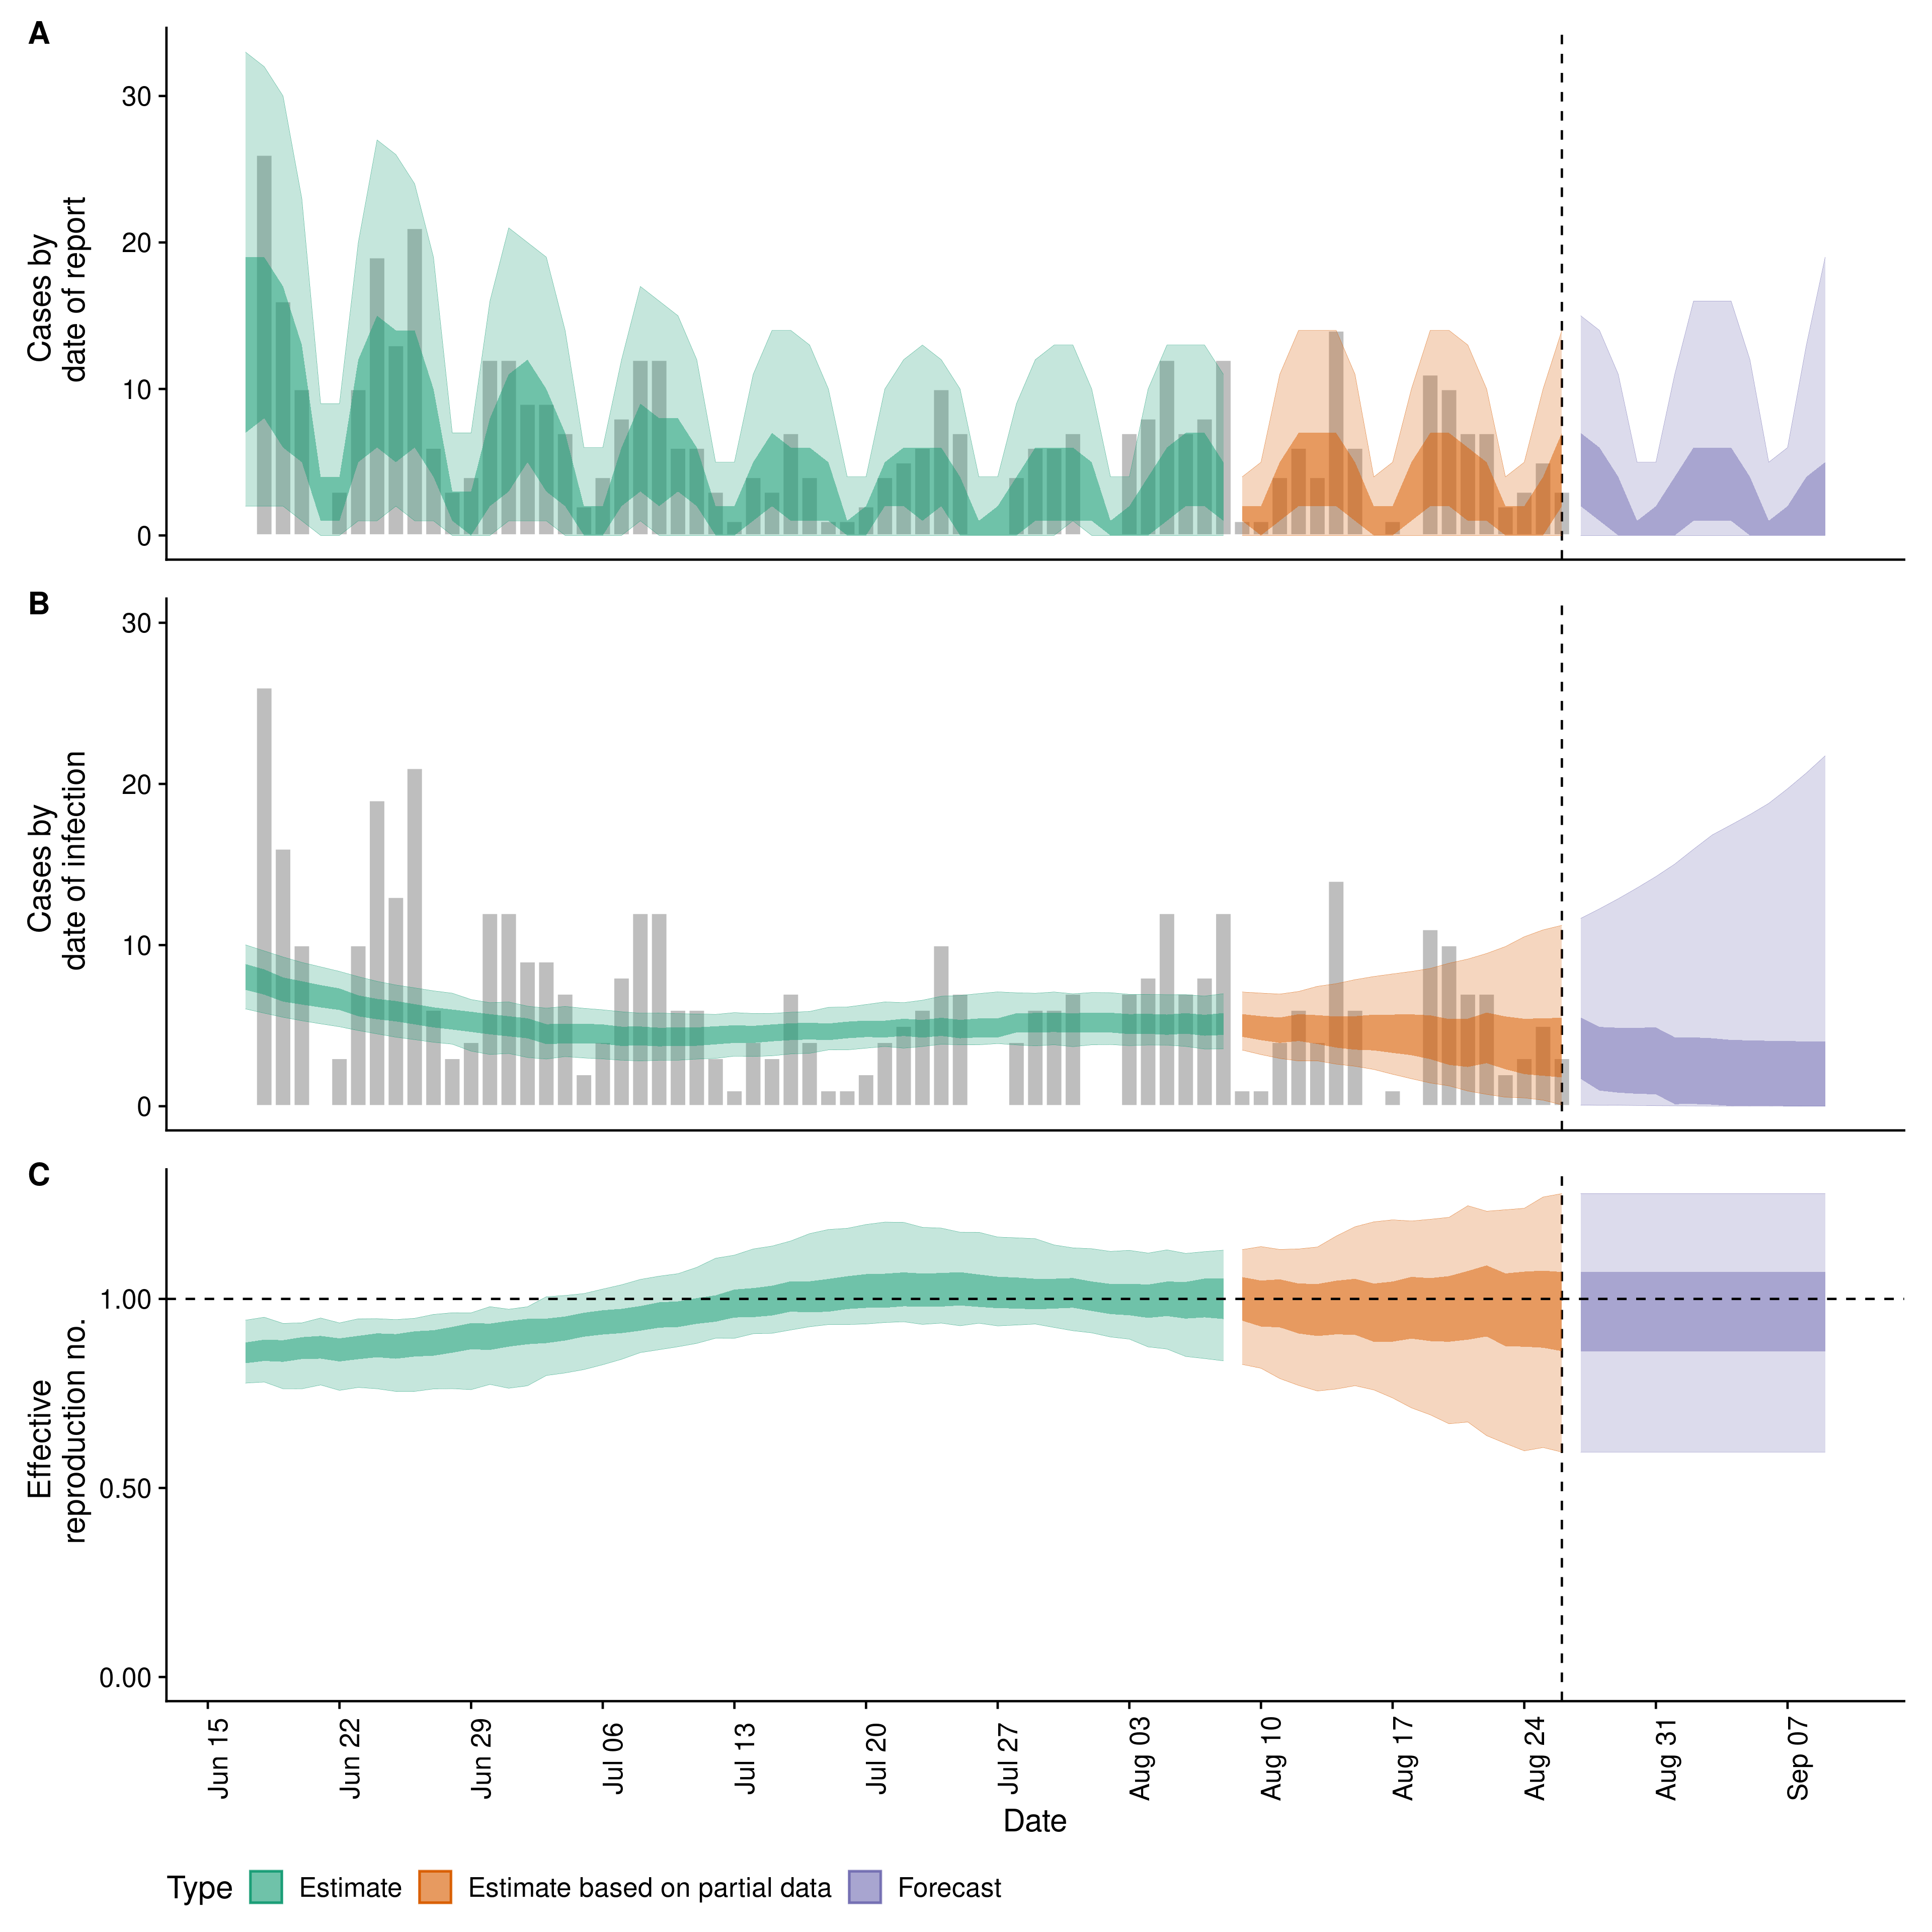 A
30
20
10
0
Cases by
date of report
B
30
20
10
0
Cases by
date of infection
C
1.00
0.50
0.00
Effective
reproduction no.
Jun 15
Jun 22
Jun 29
Jul 06
Jul 13
Jul 20
Jul 27
Aug 03
Aug 10
Aug 17
Aug 24
Aug 31
Sep 07
Date
Type
Estimate
Estimate based on partial data
Forecast